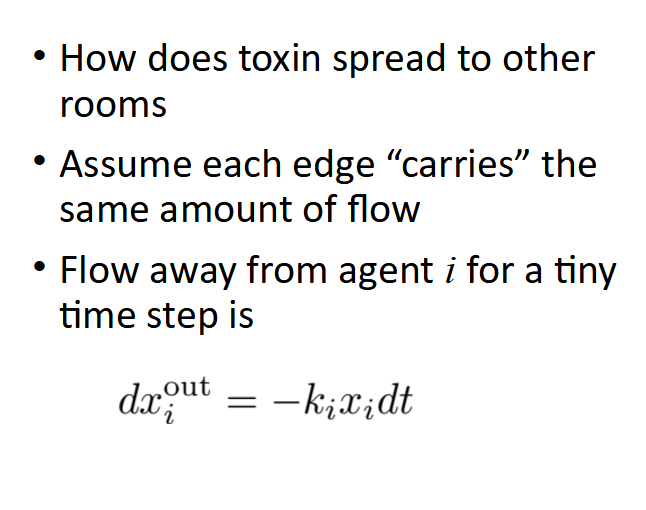 • How does toxin spread to other
rooms
• Assume each edge “carries” the
same amount of flow
• Flow away from agent i for a tiny
time step is
dx_i^out = −k_i x_i dt